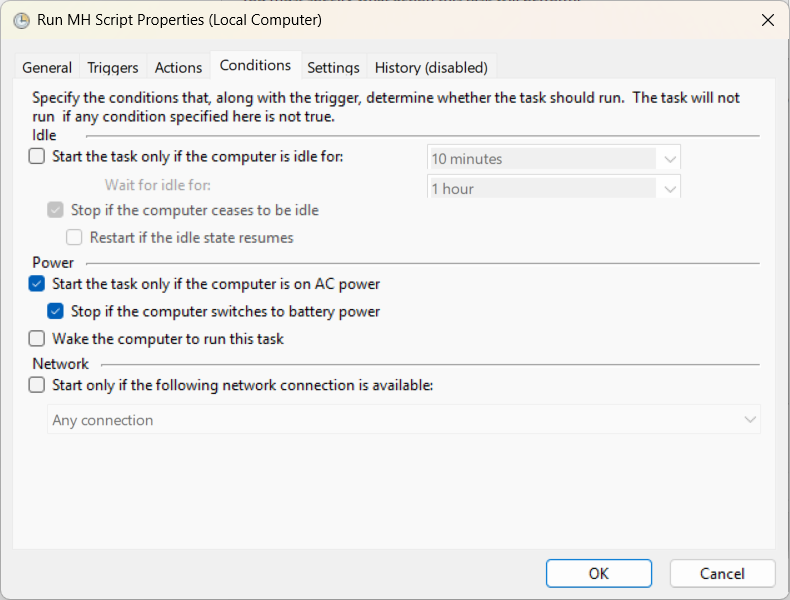 Run MH Script Properties (Local Computer)
General Triggers Actions Conditions Settings History (disabled)
Specify the conditions that, along with the trigger, determine whether the task should run. The task will not
run if any condition specified here is not true.
Idle
Start the task only if the computer is idle for: 10 minutes
Wait for idle for: 1 hour
Stop if the computer ceases to be idle
Restart if the idle state resumes
Power
Start the task only if the computer is on AC power
Stop if the computer switches to battery power
Wake the computer to run this task
Network
Start only if the following network connection is available:
Any connection
OK Cancel